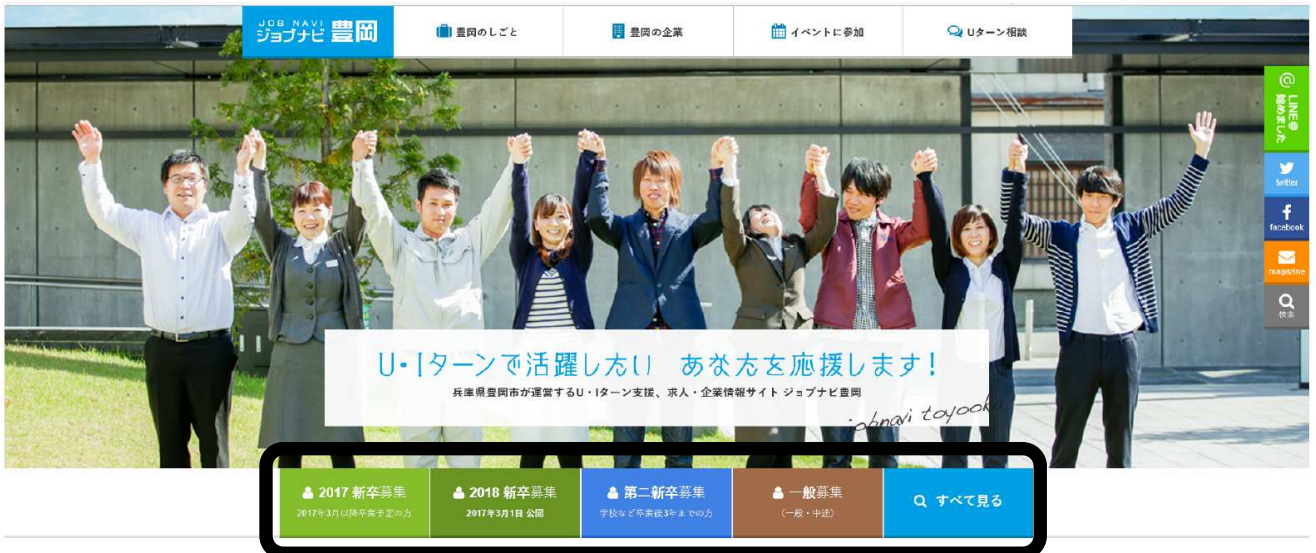 JOB NAVI
ジョブナビ 豊岡
豊岡のしごと
豊岡の企業
イベントに参加
Uターン相談
LINE@
始めました
twitter
facebook
magazine
検索
U・Iターンで活躍したい あなたを応援します!
兵庫県豊岡市が運営するU・Iターン支援、求人・企業情報サイト ジョブナビ豊岡
jobnavi toyooka
2017 新卒募集
2017年3月以降卒業予定の方
2018 新卒募集
2017年3月1日 公開
第二新卒募集
学校など卒業後3年までの方
一般募集
(一般・中途)
すべて見る